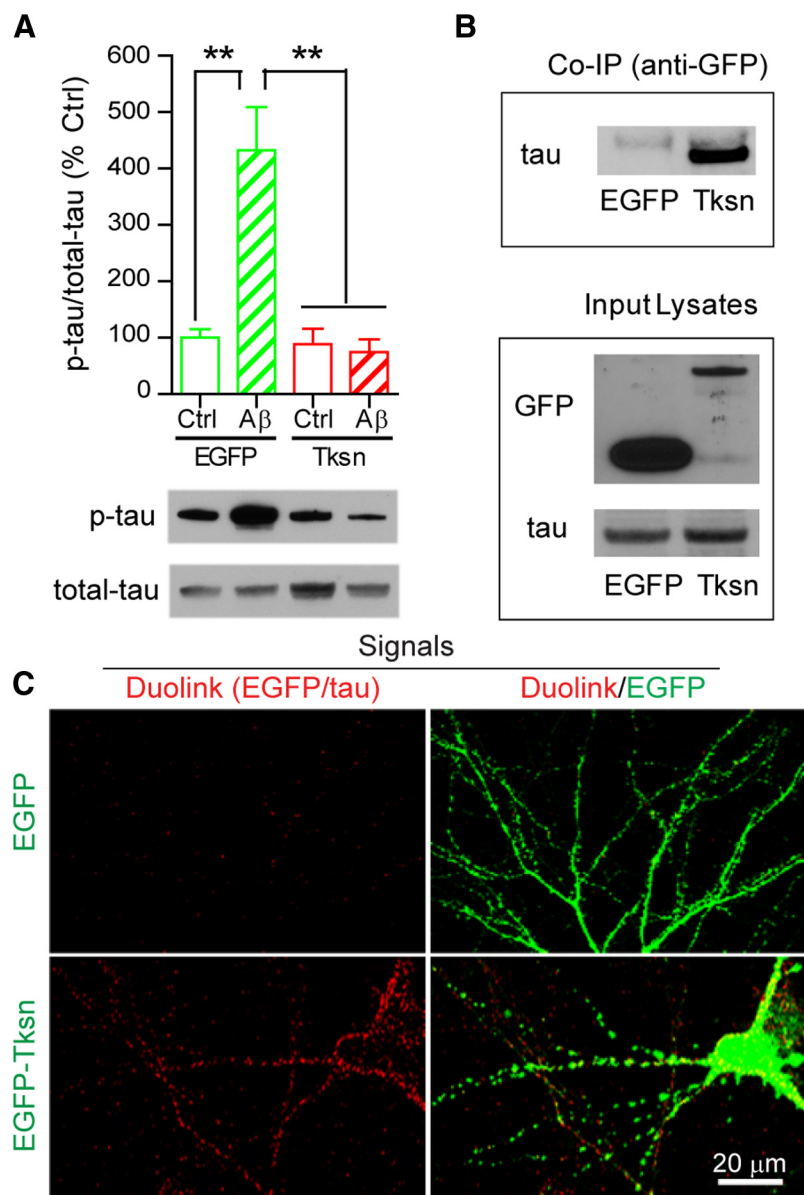 A
p-tau/total-tau (% Ctrl)
600
500
400
300
200
100
0
** **
Ctrl Aβ Ctrl Aβ
EGFP Tksn
p-tau
total-tau
B
Co-IP (anti-GFP)
tau
EGFP Tksn
Input Lysates
GFP
tau
EGFP Tksn
Signals
C
Duolink (EGFP/tau) Duolink/EGFP
EGFP
EGFP-Tksn
20 μm